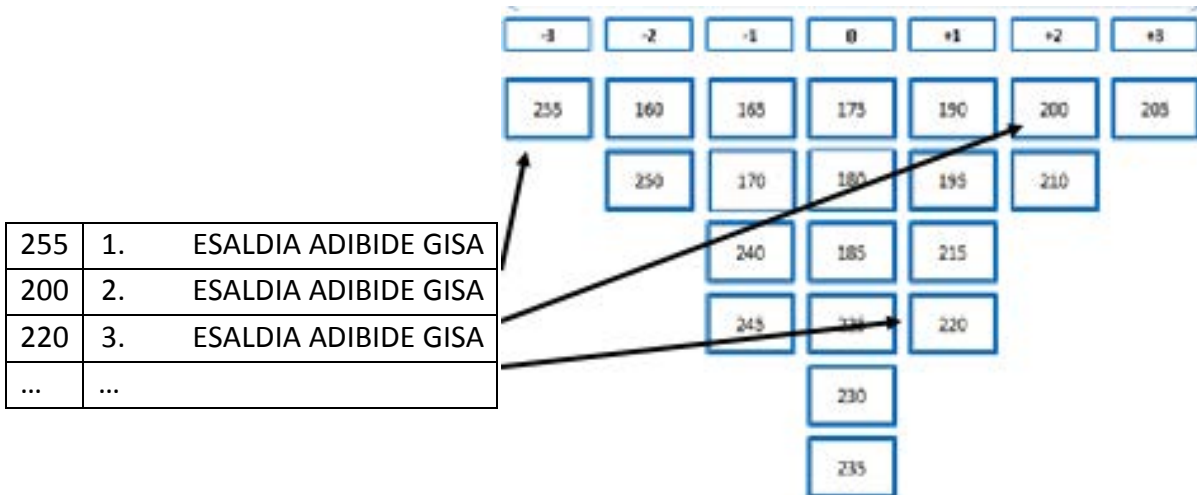 -3 -2 -1 0 +1 +2 +3
255 160 165 175 190 200 205
250 170 180 195 210
240 185 215
245 225 220
230
235
255 1. ESALDIA ADIBIDE GISA
200 2. ESALDIA ADIBIDE GISA
220 3. ESALDIA ADIBIDE GISA
... ...